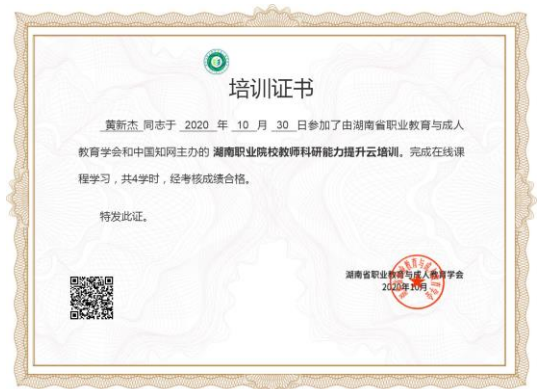 培训证书
黄新杰 同志于 2020 年 10 月 30 日参加了由湖南省职业教育与成人
教育学会和中国知网主办的 湖南职业院校教师科研能力提升云培训。完成在线课
程学习，共4学时，经考核成绩合格。
特发此证。
湖南省职业教育与成人教育学会
2020年10月